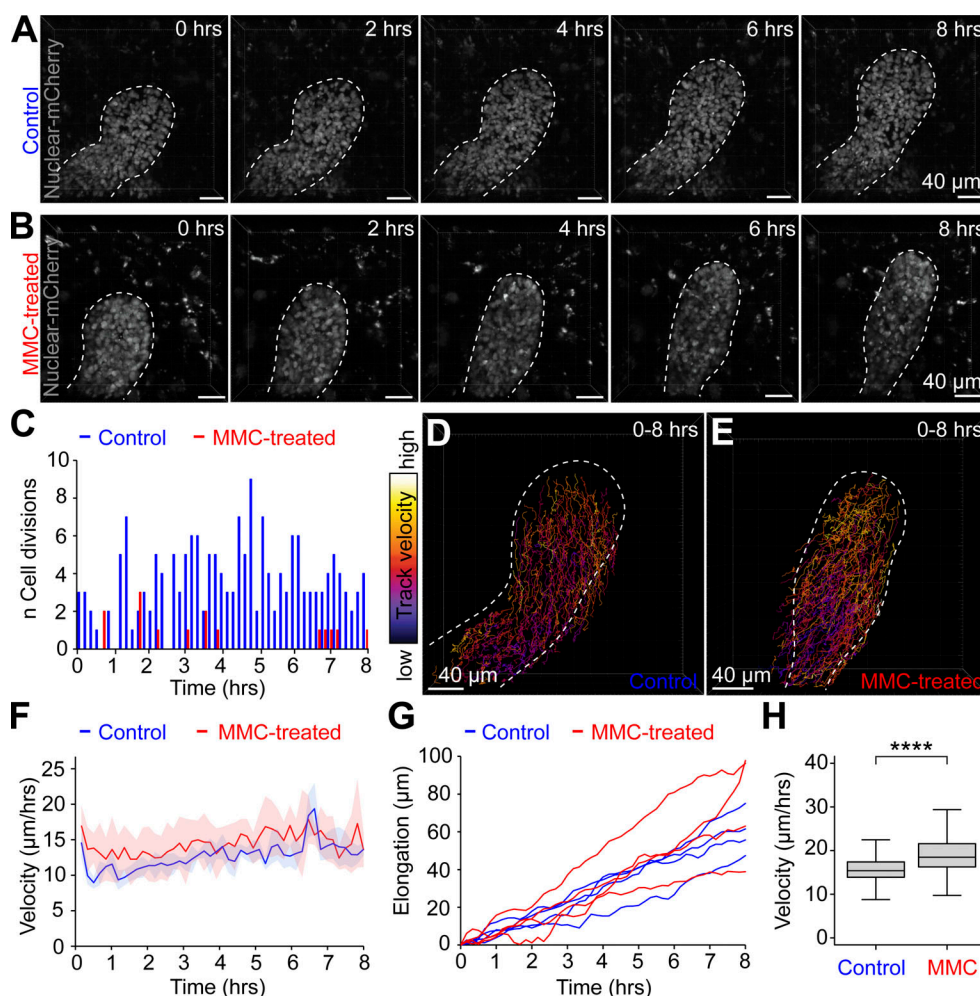 A
Control
Nuclear-mCherry
0 hrs
2 hrs
4 hrs
6 hrs
8 hrs
40 µm
B
MMC-treated
Nuclear-mCherry
0 hrs
2 hrs
4 hrs
6 hrs
8 hrs
40 µm
C
Control MMC-treated
n Cell divisions
10
8
6
4
2
0
0 1 2 3 4 5 6 7 8
Time (hrs)
low Track velocity high
D
0-8 hrs
40 µm
Control
E
0-8 hrs
40 µm
MMC-treated
F
Control MMC-treated
Velocity (µm/hrs)
25
20
15
10
5
0
0 1 2 3 4 5 6 7 8
Time (hrs)
G
Control MMC-treated
Elongation (µm)
100
80
60
40
20
0
0 1 2 3 4 5 6 7 8
Time (hrs)
H
****
Velocity (µm/hrs)
40
30
20
10
0
Control MMC